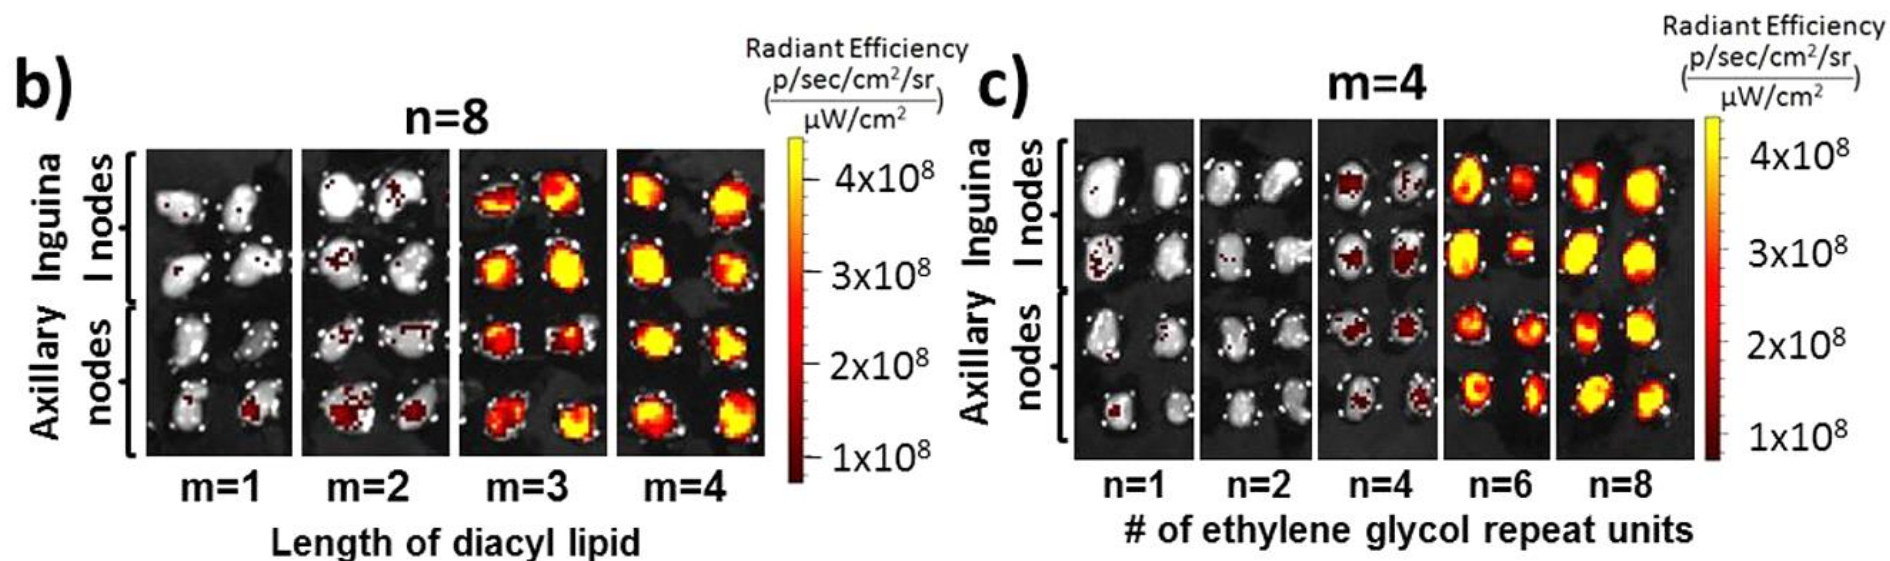 b)
n=8
Radiant Efficiency
(p/sec/cm²/sr)
µW/cm²
Inguina
l nodes
Axillary
nodes
4x10⁸
3x10⁸
2x10⁸
1x10⁸
m=1 m=2 m=3 m=4
Length of diacyl lipid
c)
m=4
Radiant Efficiency
(p/sec/cm²/sr)
µW/cm²
Inguina
l nodes
Axillary
nodes
4x10⁸
3x10⁸
2x10⁸
1x10⁸
n=1 n=2 n=4 n=6 n=8
# of ethylene glycol repeat units